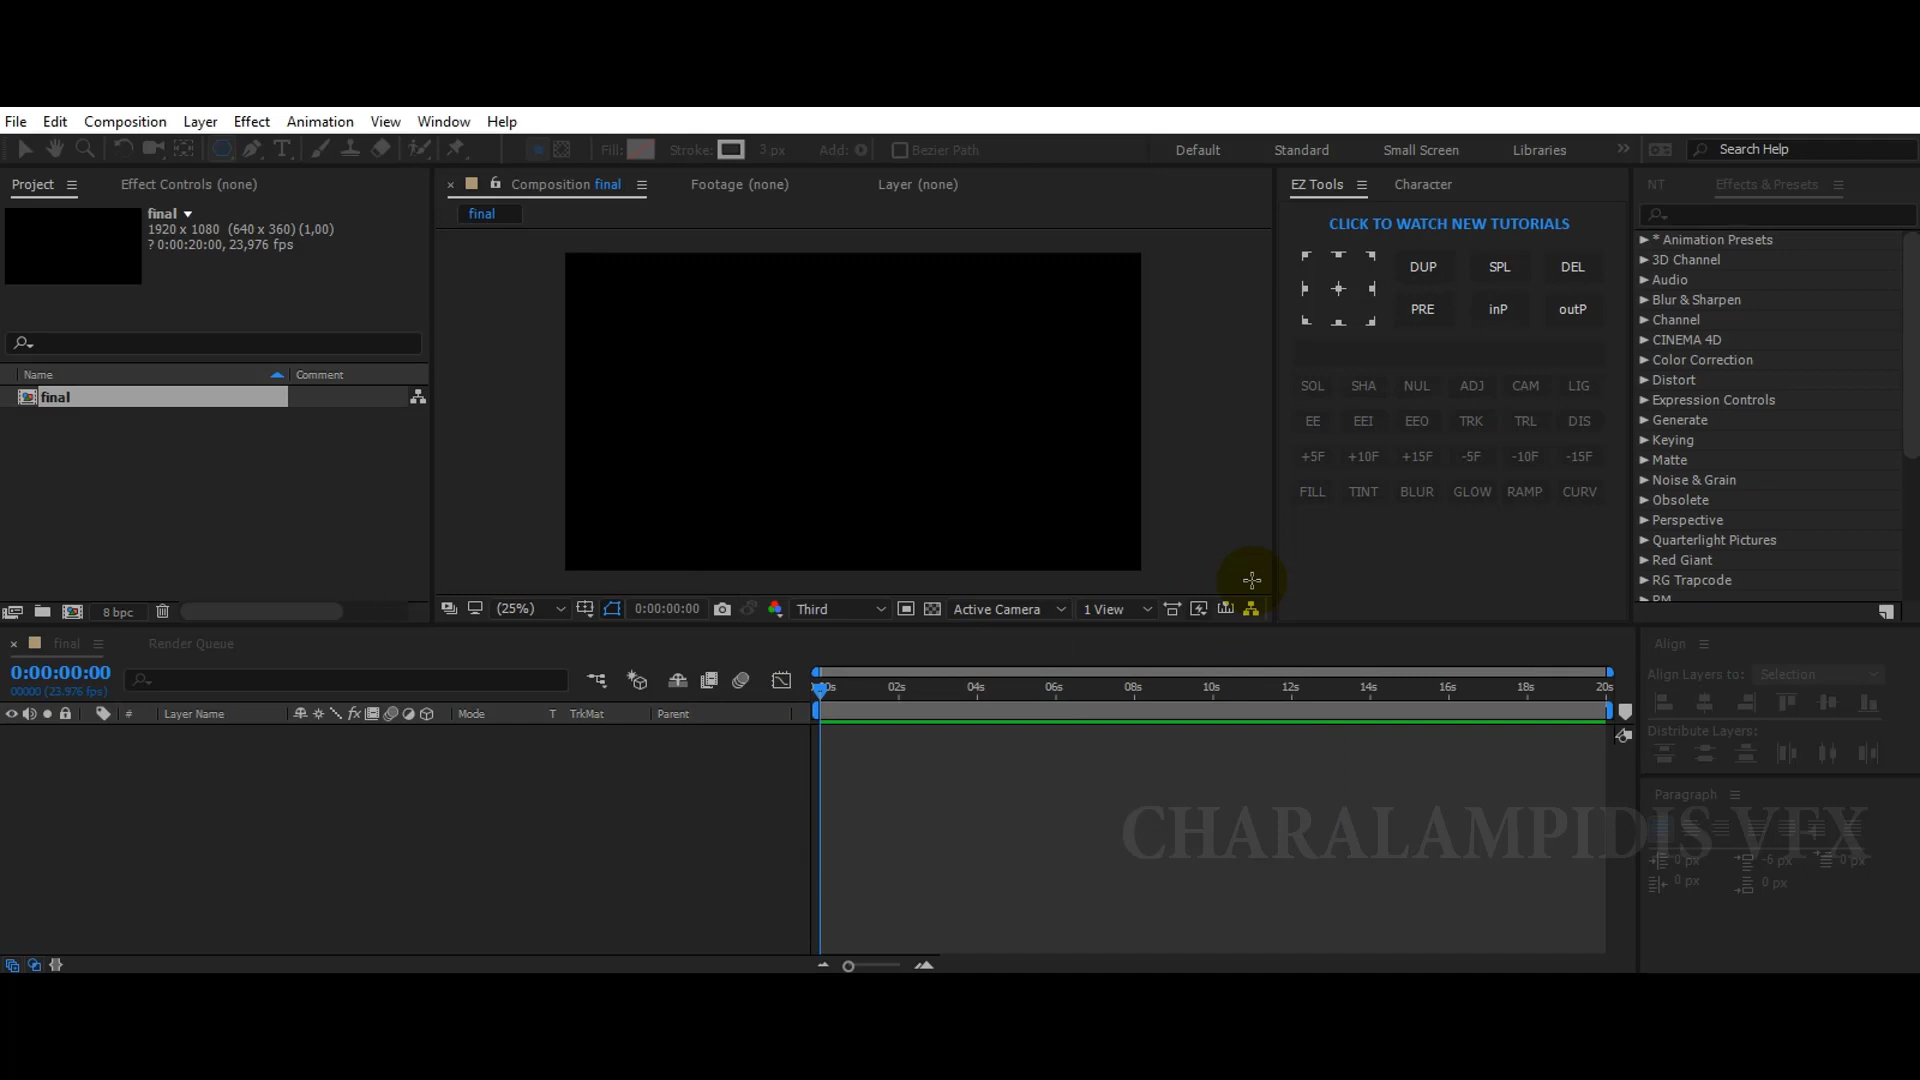 File Edit Composition Layer Effect Animation View Window Help
Fill: Stroke: 3 px Add: Bezier Path Default Standard Small Screen Libraries Search Help
Project Effect Controls (none) Composition final Footage (none) Layer (none) EZ Tools Character NT Effects & Presets
final
1920 x 1080 (640 x 360) (1,00)
? 0:00:20:00, 23,976 fps
Name Comment
final
8 bpc
final
(25%) 0:00:00:00 Third Active Camera 1 View
CLICK TO WATCH NEW TUTORIALS
DUP SPL DEL
PRE inP outP
SOL SHA NUL ADJ CAM LIG
EE EEI EEO TRK TRL DIS
+5F +10F +15F -5F -10F -15F
FILL TINT BLUR GLOW RAMP CURV
* Animation Presets
3D Channel
Audio
Blur & Sharpen
Channel
CINEMA 4D
Color Correction
Distort
Expression Controls
Generate
Keying
Matte
Noise & Grain
Obsolete
Perspective
Quarterlight Pictures
Red Giant
RG Trapcode
final Render Queue
0:00:00:00
00000 (23.976 fps)
# Layer Name Mode T TrkMat Parent
02s 04s 06s 08s 10s 12s 14s 16s 18s 20s
Align
Align Layers to: Selection
Distribute Layers:
Paragraph
0 px -6 px 0 px
0 px 0 px
CHARALAMPIDIS VFX